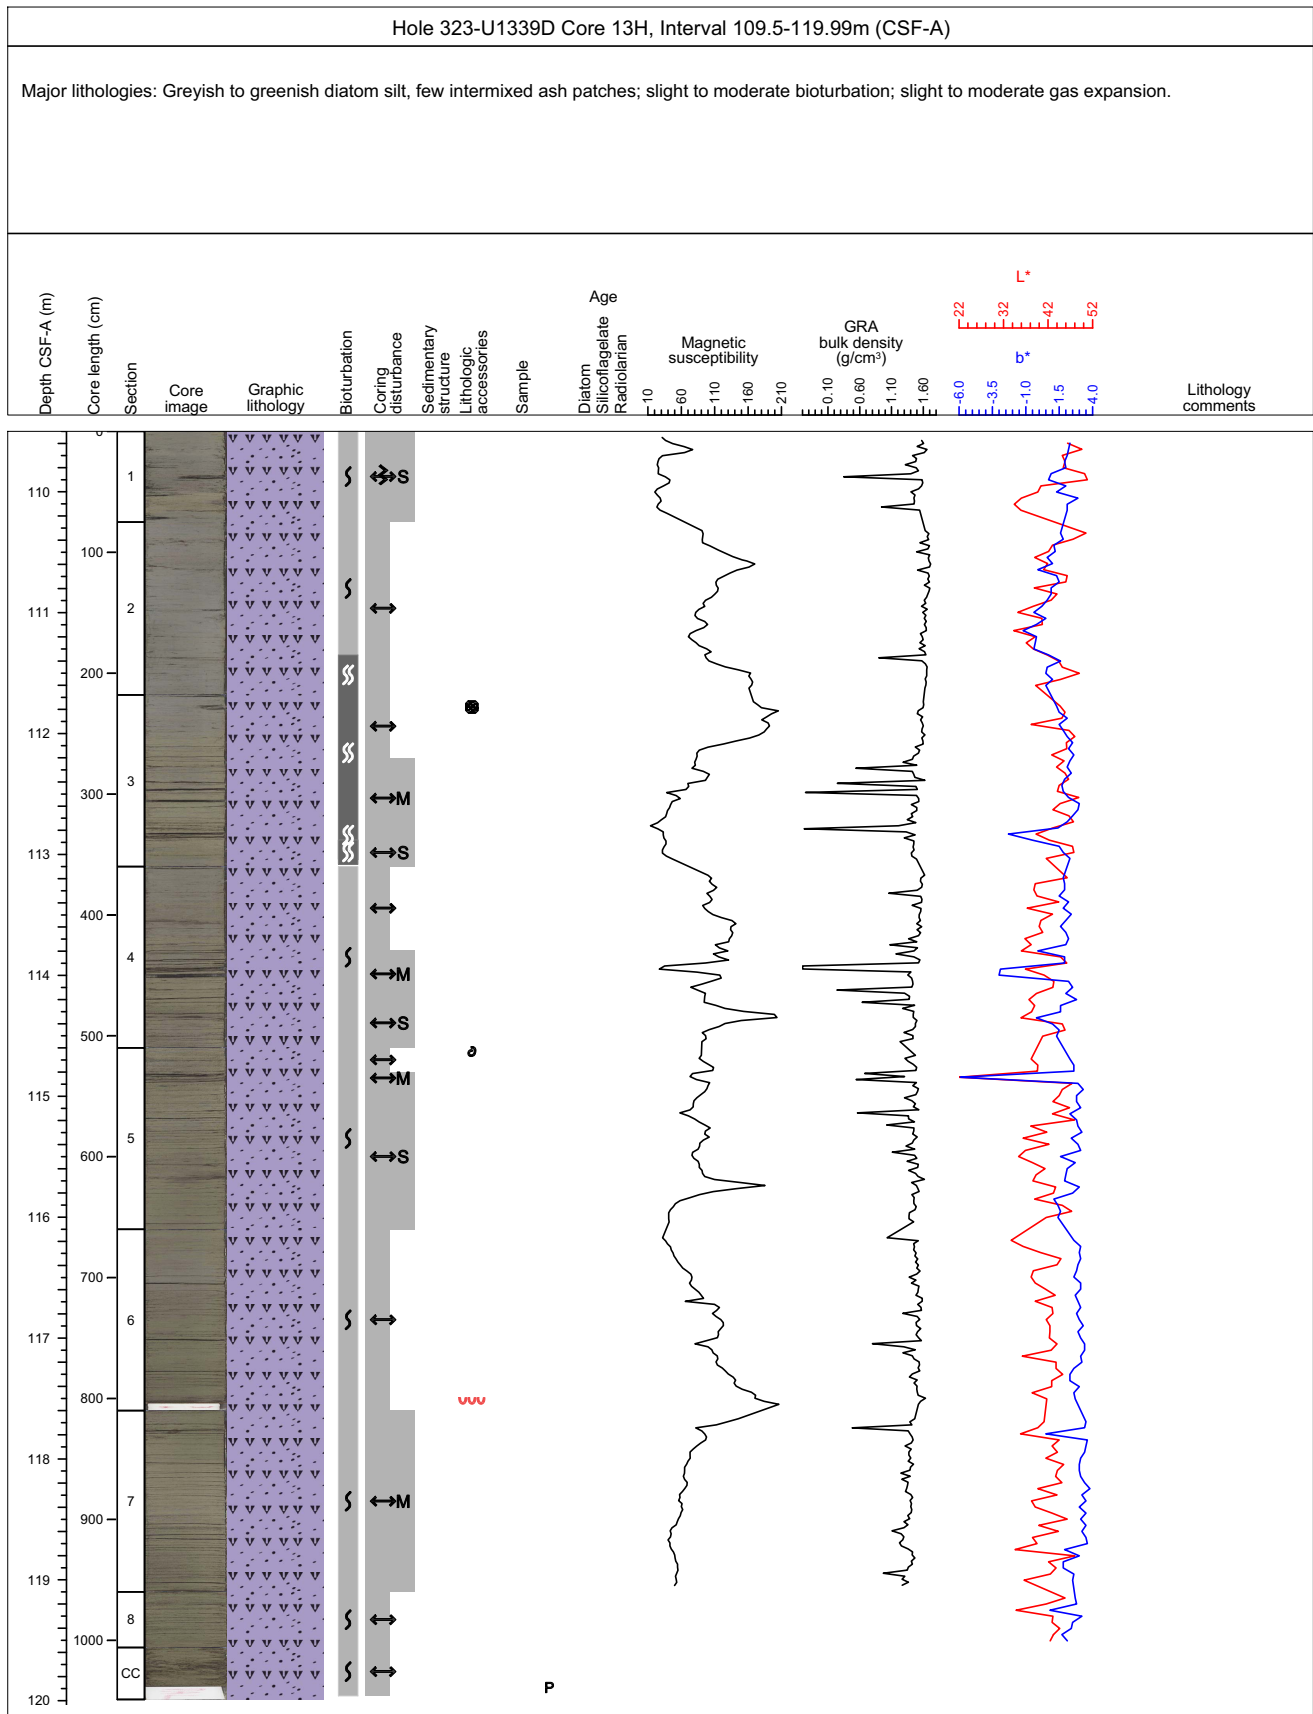 Hole 323-U1339D Core 13H, Interval 109.5-119.99m (CSF-A)
Major lithologies: Greyish to greenish diatom silt, few intermixed ash patches; slight to moderate bioturbation; slight to moderate gas expansion.
Depth CSF-A (m)
Core length (cm)
Section
Core
image
Graphic
lithology
Bioturbation
Coring
disturbance
Sedimentary
structure
Lithologic
accessories
Sample
Age
Diatom
Silicoflagelate
Radiolarian
Magnetic
susceptibility
10 60 110 160 210
GRA
bulk density
(g/cm³)
0.10 0.60 1.10 1.60
L*
22 32 42 52
b*
-6.0 -3.5 -1.0 1.5 4.0
Lithology
comments
0
1 S
110
100
2
111
200
112
3
300 M
113 S
400
4
114 M
S
500
M
115
5
600 S
116
700
6
117
800
118
7
900 M
119
8
1000
CC
P
120